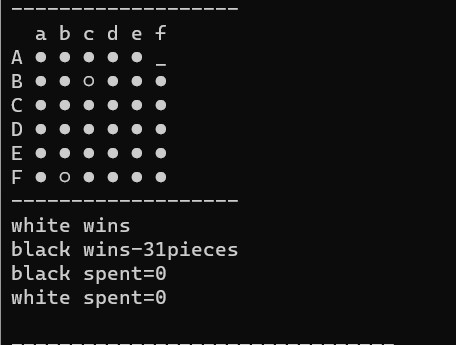 -------------------
  a b c d e f
A ● ● ● ● ● _
B ● ● ○ ● ● ●
C ● ● ● ● ● ●
D ● ● ● ● ● ●
E ● ● ● ● ● ●
F ● ○ ● ● ● ●
-------------------
white wins
black wins-31pieces
black spent=0
white spent=0
--------------------------------